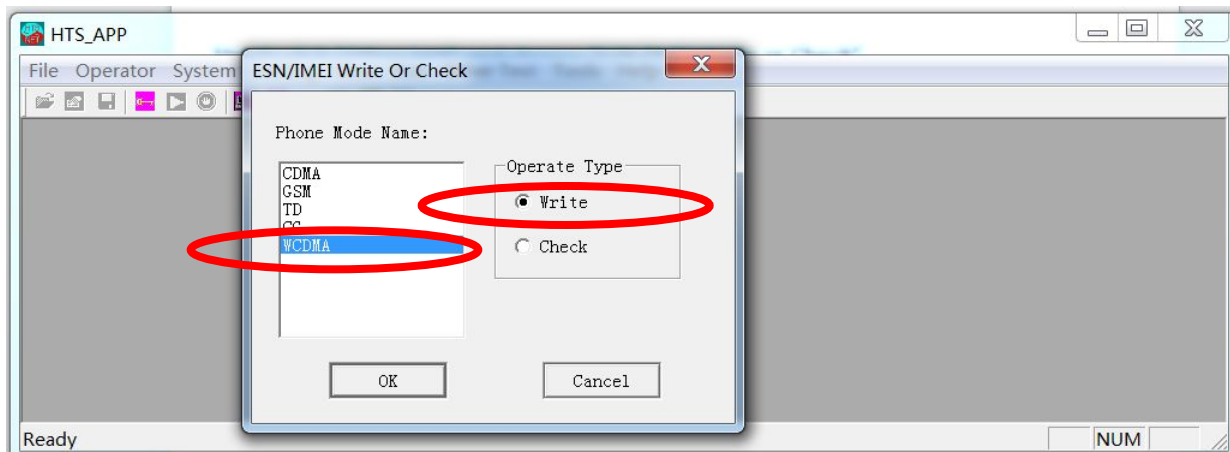 HTS_APP
File Operator System
ESN/IMEI Write Or Check
Phone Mode Name:
CDMA
GSM
TD
WCDMA
Operate Type
Write
Check
OK
Cancel
Ready
NUM